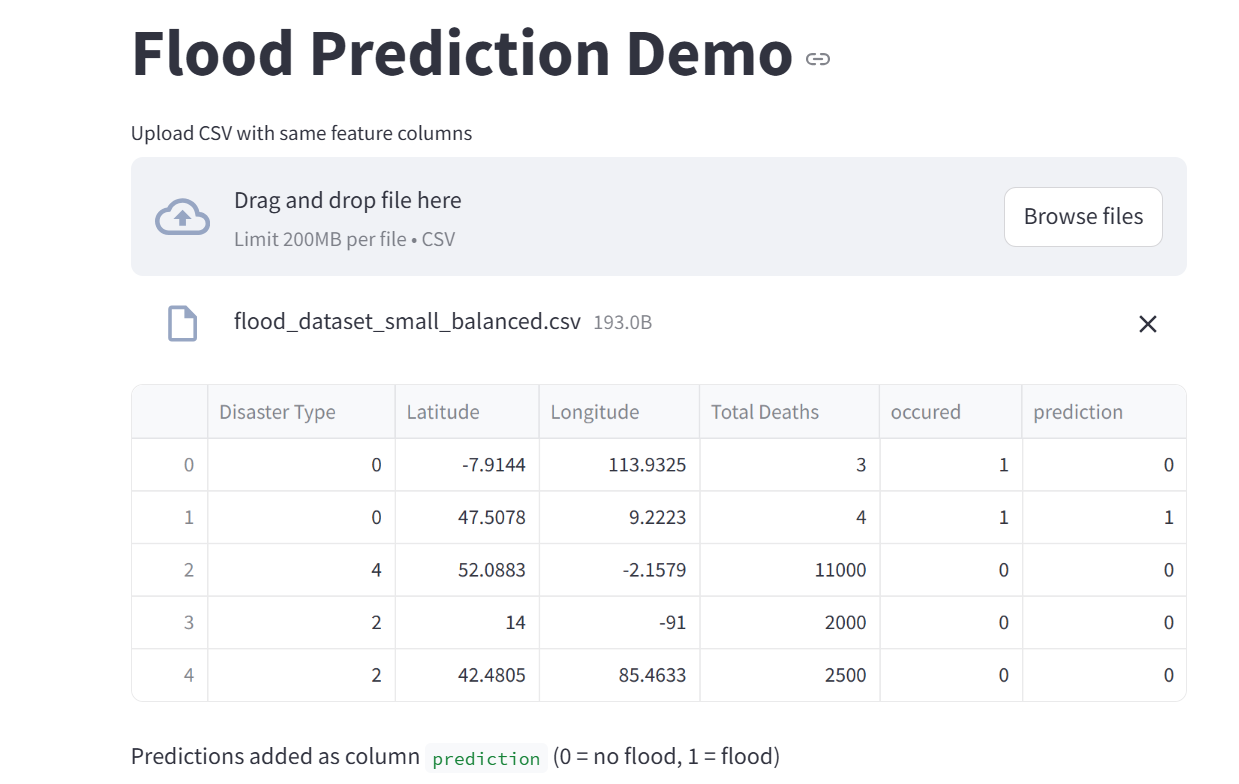 Flood Prediction Demo
Upload CSV with same feature columns
Drag and drop file here
Limit 200MB per file • CSV
Browse files
flood_dataset_small_balanced.csv 193.0B
Disaster Type Latitude Longitude Total Deaths occured prediction
0 0 -7.9144 113.9325 3 1 0
1 0 47.5078 9.2223 4 1 1
2 4 52.0883 -2.1579 11000 0 0
3 2 14 -91 2000 0 0
4 2 42.4805 85.4633 2500 0 0
Predictions added as column prediction (0 = no flood, 1 = flood)